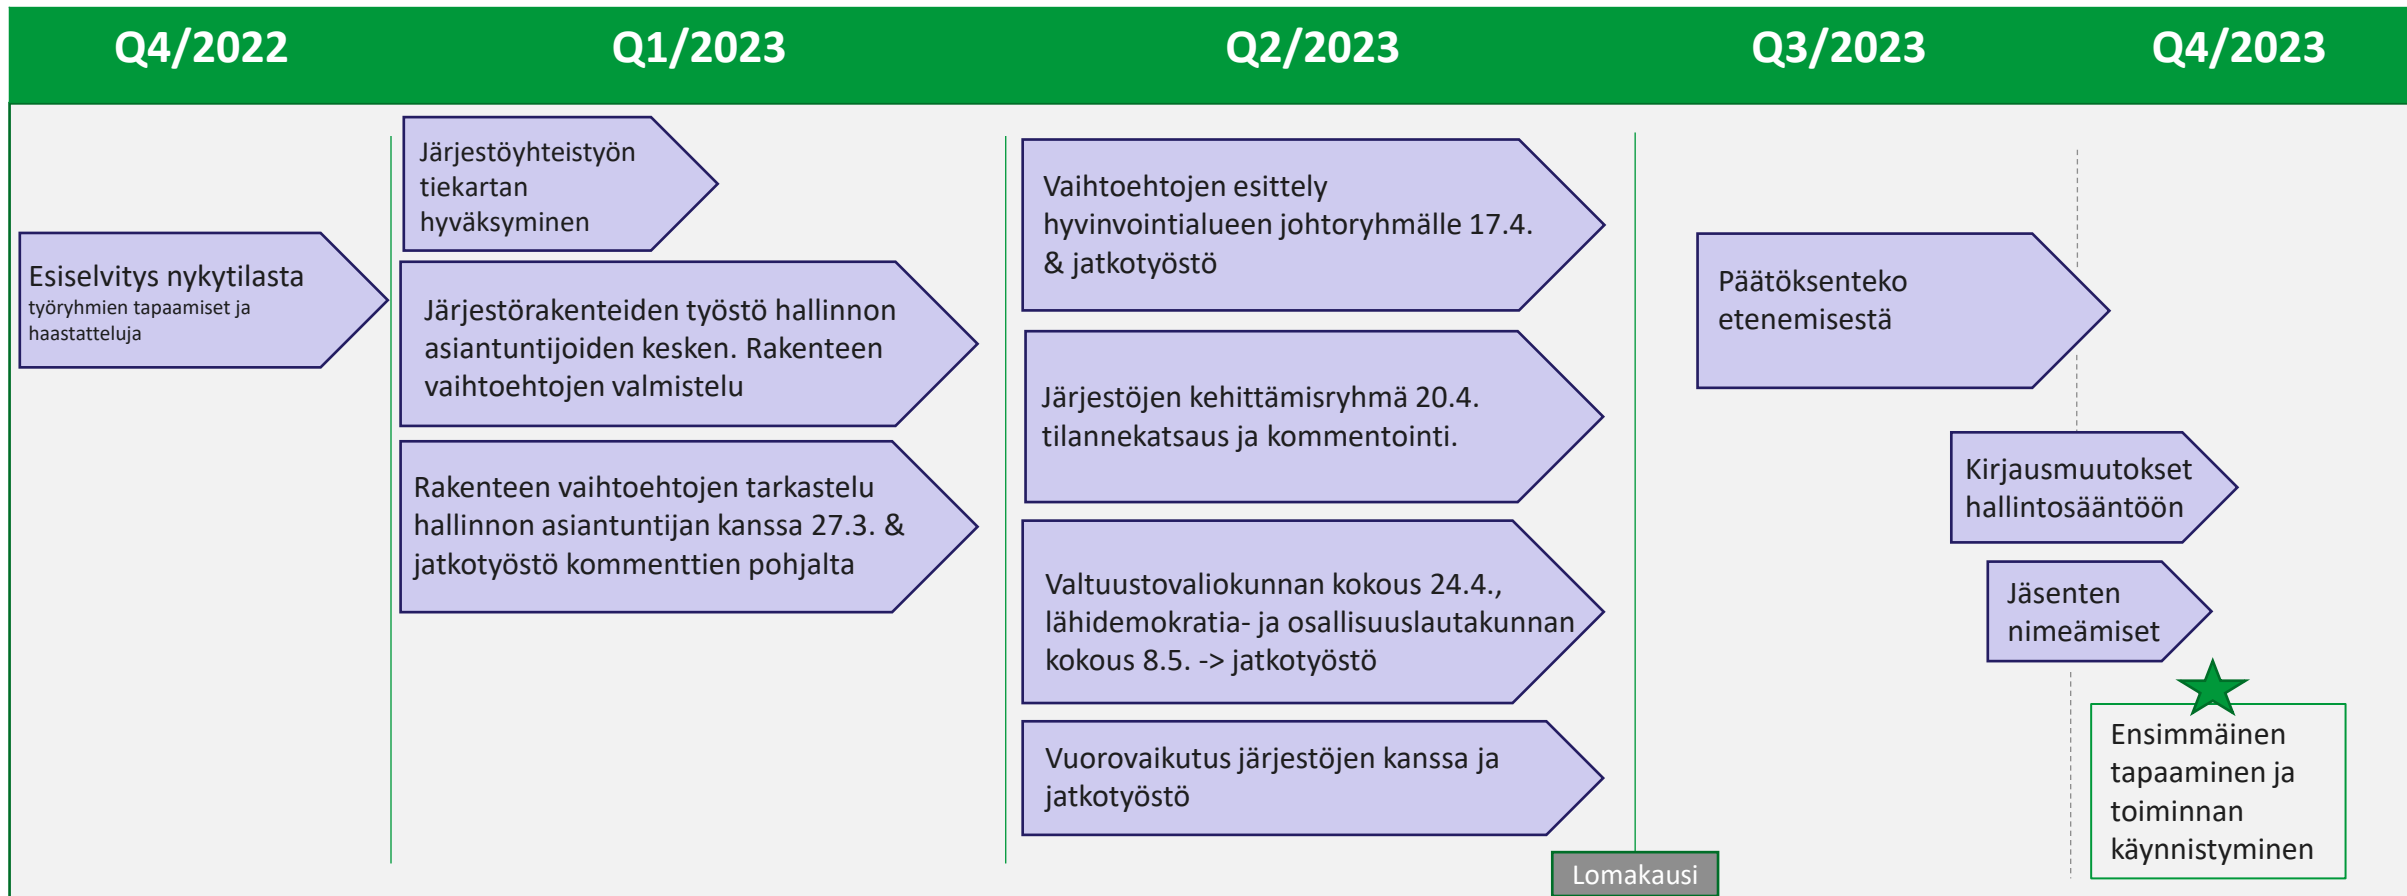 Q4/2022
Q1/2023
Q2/2023
Q3/2023
Q4/2023
Esiselvitys nykytilasta
työryhmien tapaamiset ja
haastatteluja
Järjestöyhteistyön
tiekartan
hyväksyminen
Järjestörakenteiden työstö hallinnon
asiantuntijoiden kesken. Rakenteen
vaihtoehtojen valmistelu
Rakenteen vaihtoehtojen tarkastelu
hallinnon asiantuntijan kanssa 27.3. &
jatkotyöstö kommenttien pohjalta
Vaihtoehtojen esittely
hyvinvointialueen johtoryhmälle 17.4.
& jatkotyöstö
Järjestöjen kehittämisryhmä 20.4.
tilannekatsaus ja kommentointi.
Valtuustovaliokunnan kokous 24.4.,
lähidemokratia- ja osallisuuslautakunnan
kokous 8.5. -> jatkotyöstö
Vuorovaikutus järjestöjen kanssa ja
jatkotyöstö
Lomakausi
Päätöksenteko
etenemisestä
Kirjausmuutokset
hallintosääntöön
Jäsenten
nimeämiset
Ensimmäinen
tapaaminen ja
toiminnan
käynnistyminen